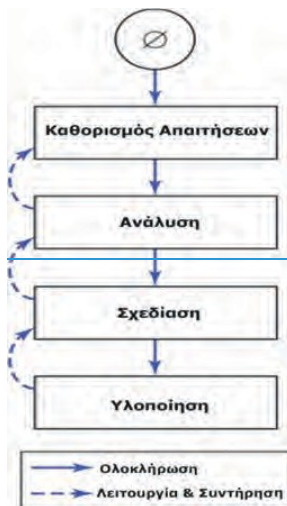 ∅
Καθορισμός Απαιτήσεων
Ανάλυση
Σχεδίαση
Υλοποίηση
Ολοκλήρωση
Λειτουργία & Συντήρηση